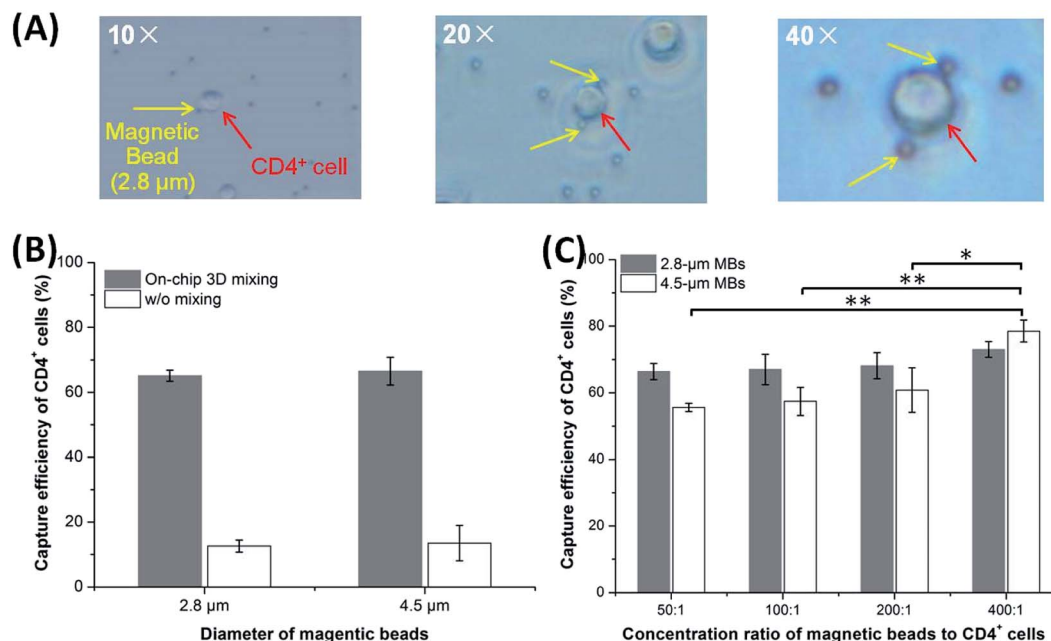 (A)
10×
Magnetic
Bead
(2.8 µm)
CD4⁺ cell
20×
40×
(B)
Capture efficiency of CD4⁺ cells (%)
100
80
60
40
20
0
On-chip 3D mixing
w/o mixing
2.8 µm
4.5 µm
Diameter of magentic beads
(C)
Capture efficiency of CD4⁺ cells (%)
100
80
60
40
20
0
2.8-µm MBs
4.5-µm MBs
*
**
**
50:1
100:1
200:1
400:1
Concentration ratio of magnetic beads to CD4⁺ cells